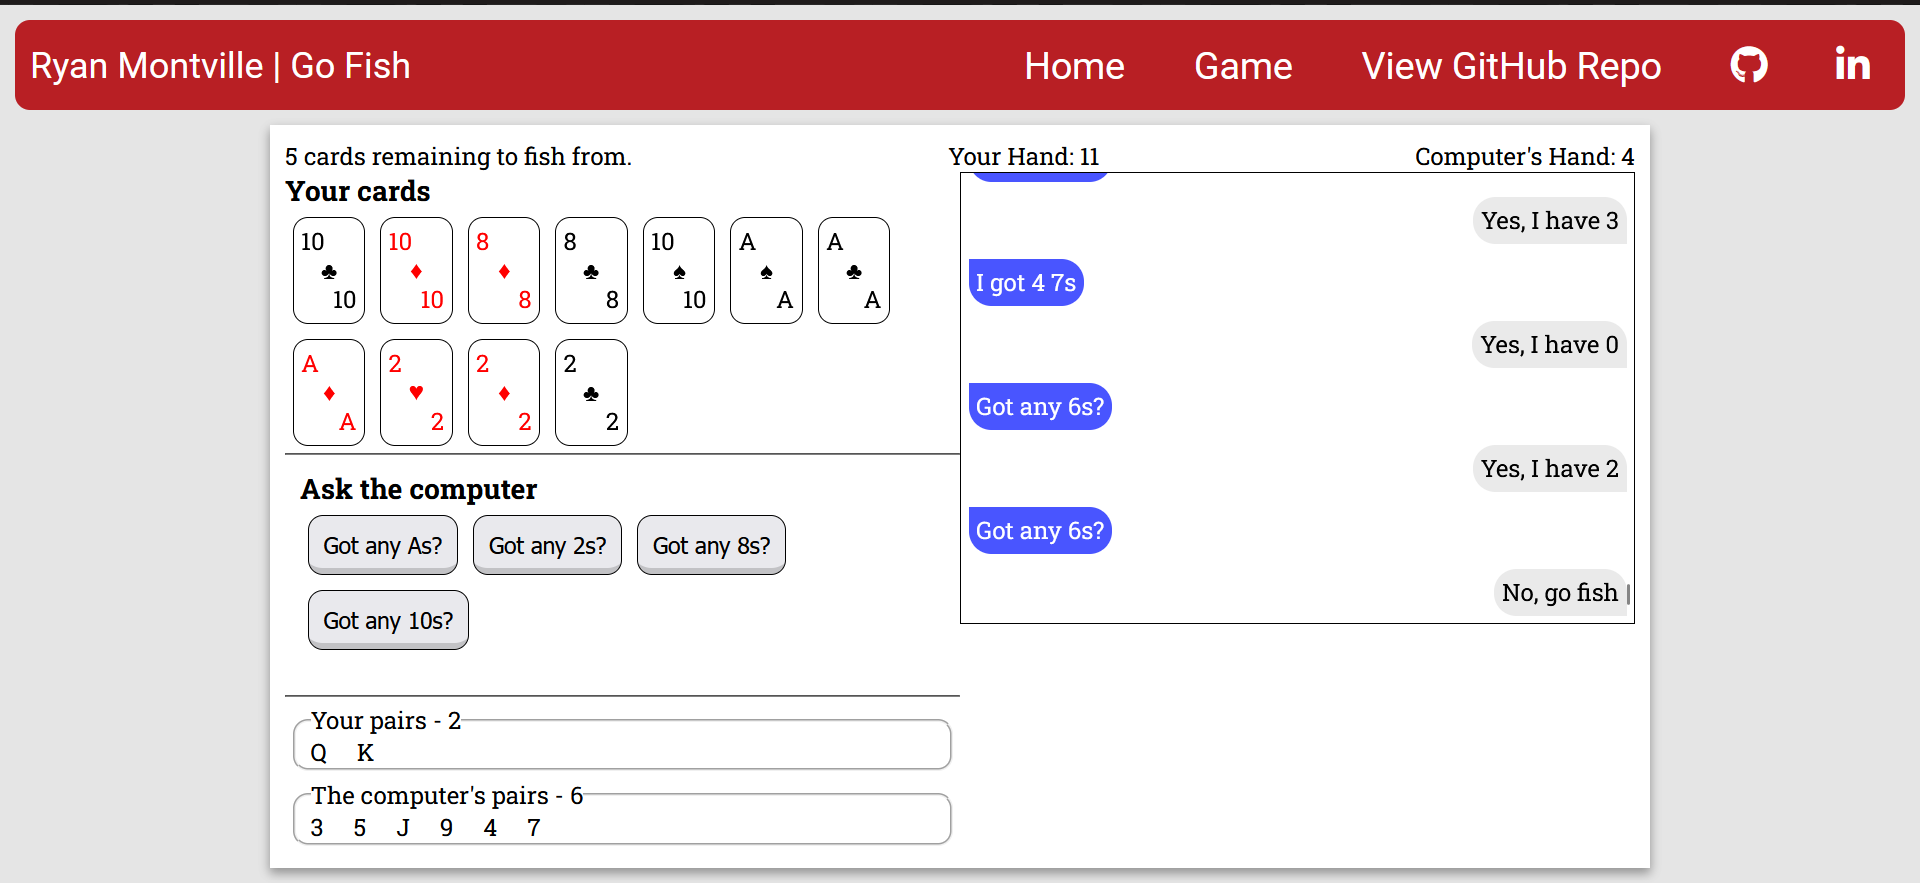 Ryan Montville | Go Fish
Home Game View GitHub Repo in
5 cards remaining to fish from.
Your Hand: 11
Computer's Hand: 4
Your cards
10 ♣ 10
10 ♦ 10
8 ♦ 8
8 ♣ 8
10 ♠ 10
A ♠ A
A ♣ A
A ♦ A
2 ♥ 2
2 ♦ 2
2 ♣ 2
Ask the computer
Got any As?
Got any 2s?
Got any 8s?
Got any 10s?
Your pairs - 2
Q K
The computer's pairs - 6
3 5 J 9 4 7
Yes, I have 3
I got 4 7s
Yes, I have 0
Got any 6s?
Yes, I have 2
Got any 6s?
No, go fish